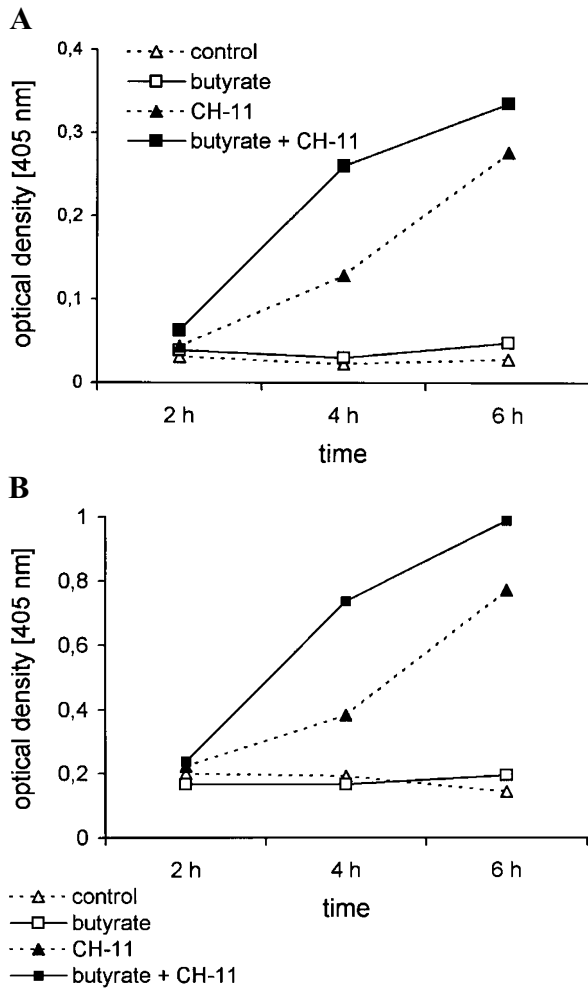 A
0,4
0,3
0,2
0,1
0
optical density [405 nm]
control
butyrate
CH-11
butyrate + CH-11
2 h 4 h 6 h
time
B
1
0,8
0,6
0,4
0,2
0
optical density [405 nm]
2 h 4 h 6 h
time
control
butyrate
CH-11
butyrate + CH-11